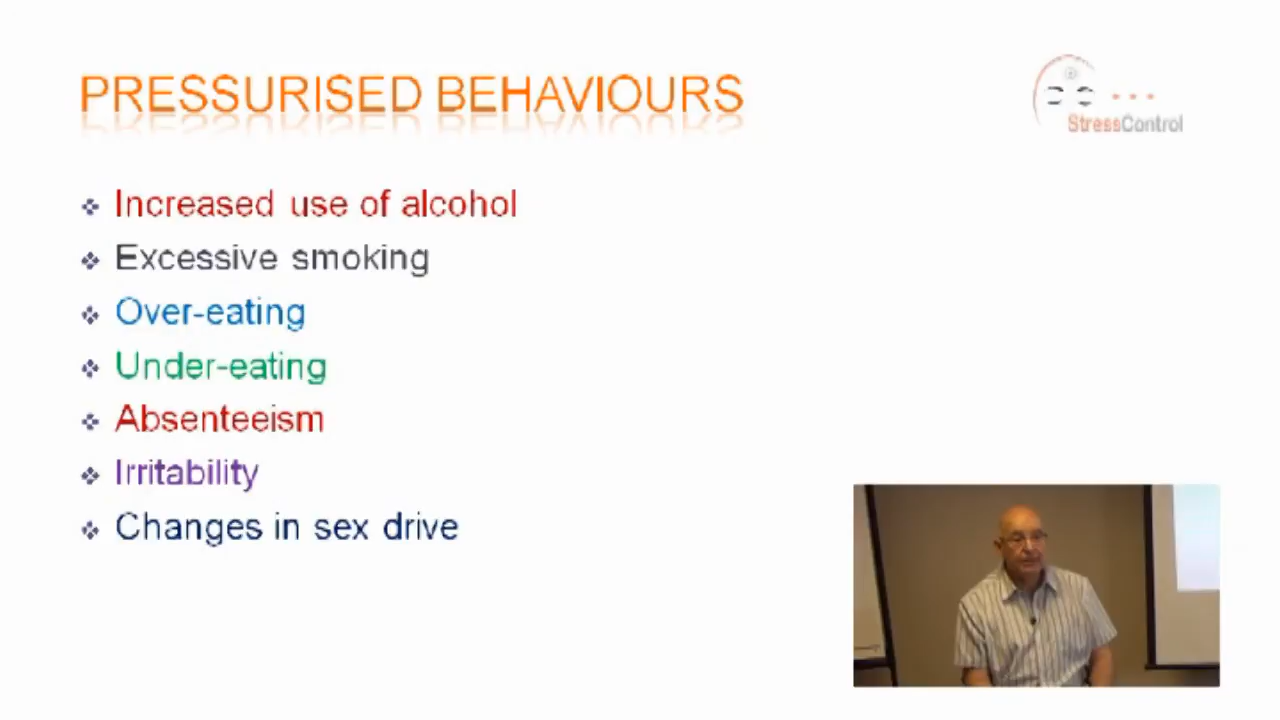 PRESSURISED BEHAVIOURS
StressControl
Increased use of alcohol
Excessive smoking
Over-eating
Under-eating
Absenteeism
Irritability
Changes in sex drive